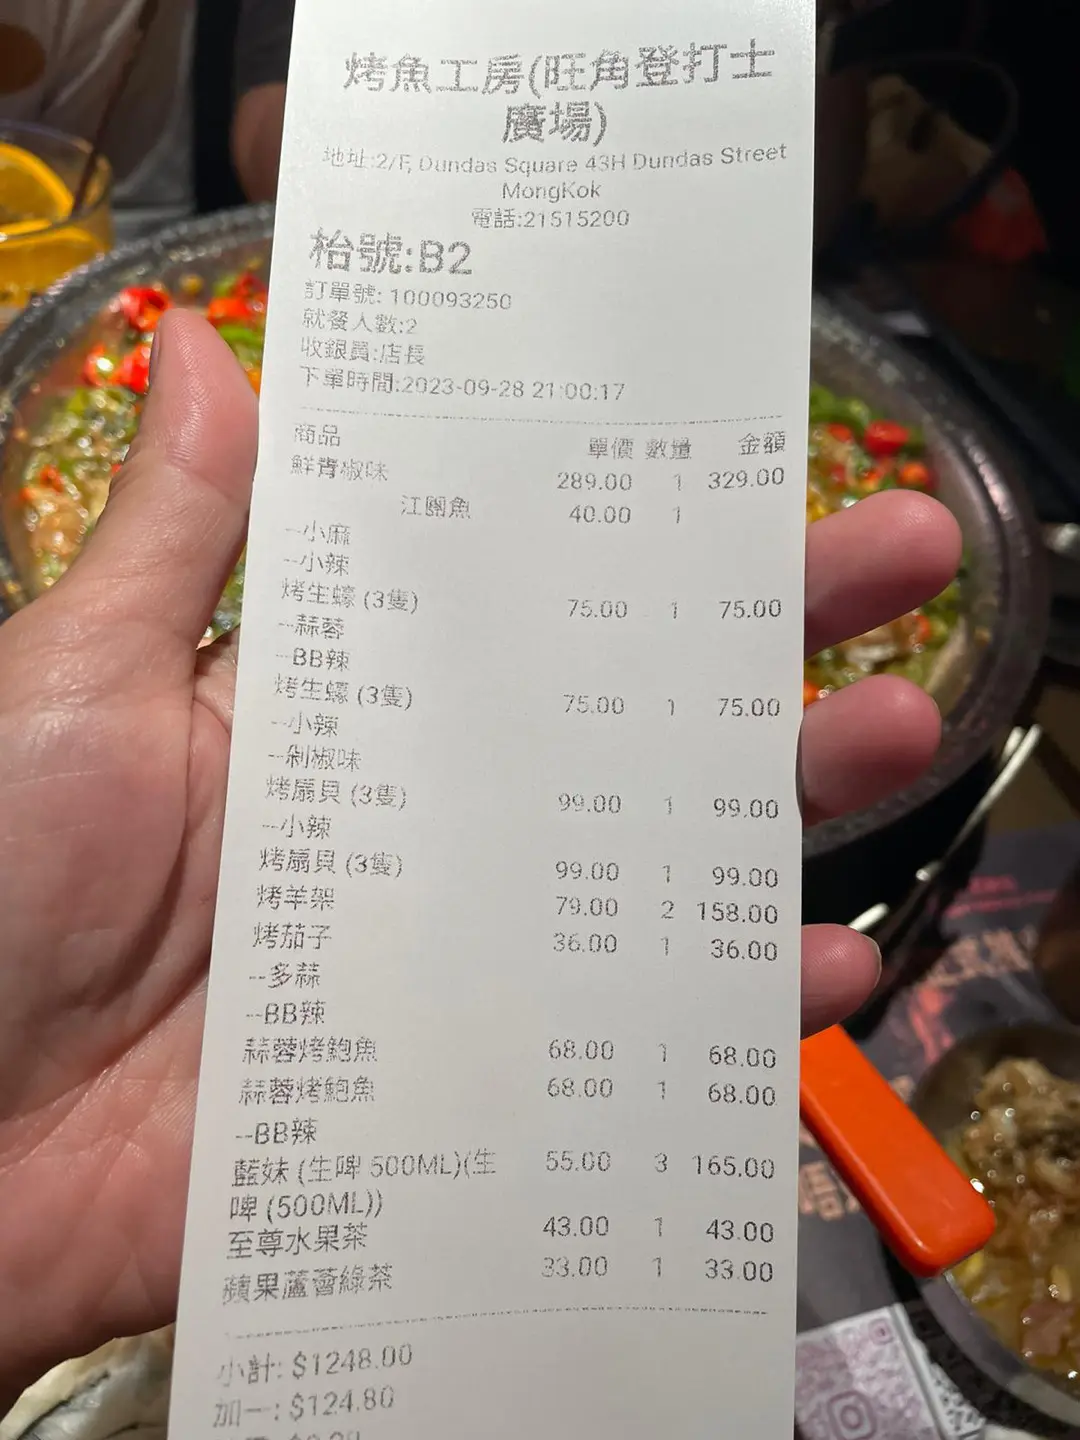 烤魚工房(旺角登打士
廣場)
地址:2/F, Dundas Square 43H Dundas Street
MongKok
電話:21515200
枱號:B2
訂單號: 100093250
就餐人數:2
收銀員:店長
下單時間:2023-09-28 21:00:17
商品 單價 數量 金額
鮮青椒味 289.00 1 329.00
江團魚 40.00 1
--小麻
--小辣
烤生蠔 (3隻) 75.00 1 75.00
--蒜蓉
--BB辣
烤生蠔 (3隻) 75.00 1 75.00
--小辣
--剁椒味
烤扇貝 (3隻) 99.00 1 99.00
--小辣
烤扇貝 (3隻) 99.00 1 99.00
烤羊架 79.00 2 158.00
烤茄子 36.00 1 36.00
--多蒜
--BB辣
蒜蓉烤鮑魚 68.00 1 68.00
蒜蓉烤鮑魚 68.00 1 68.00
--BB辣
藍妹 (生啤 500ML)(生 55.00 3 165.00
啤 (500ML))
至尊水果茶 43.00 1 43.00
蘋果蘆薈綠茶 33.00 1 33.00
小計: $1248.00
加一: $124.80